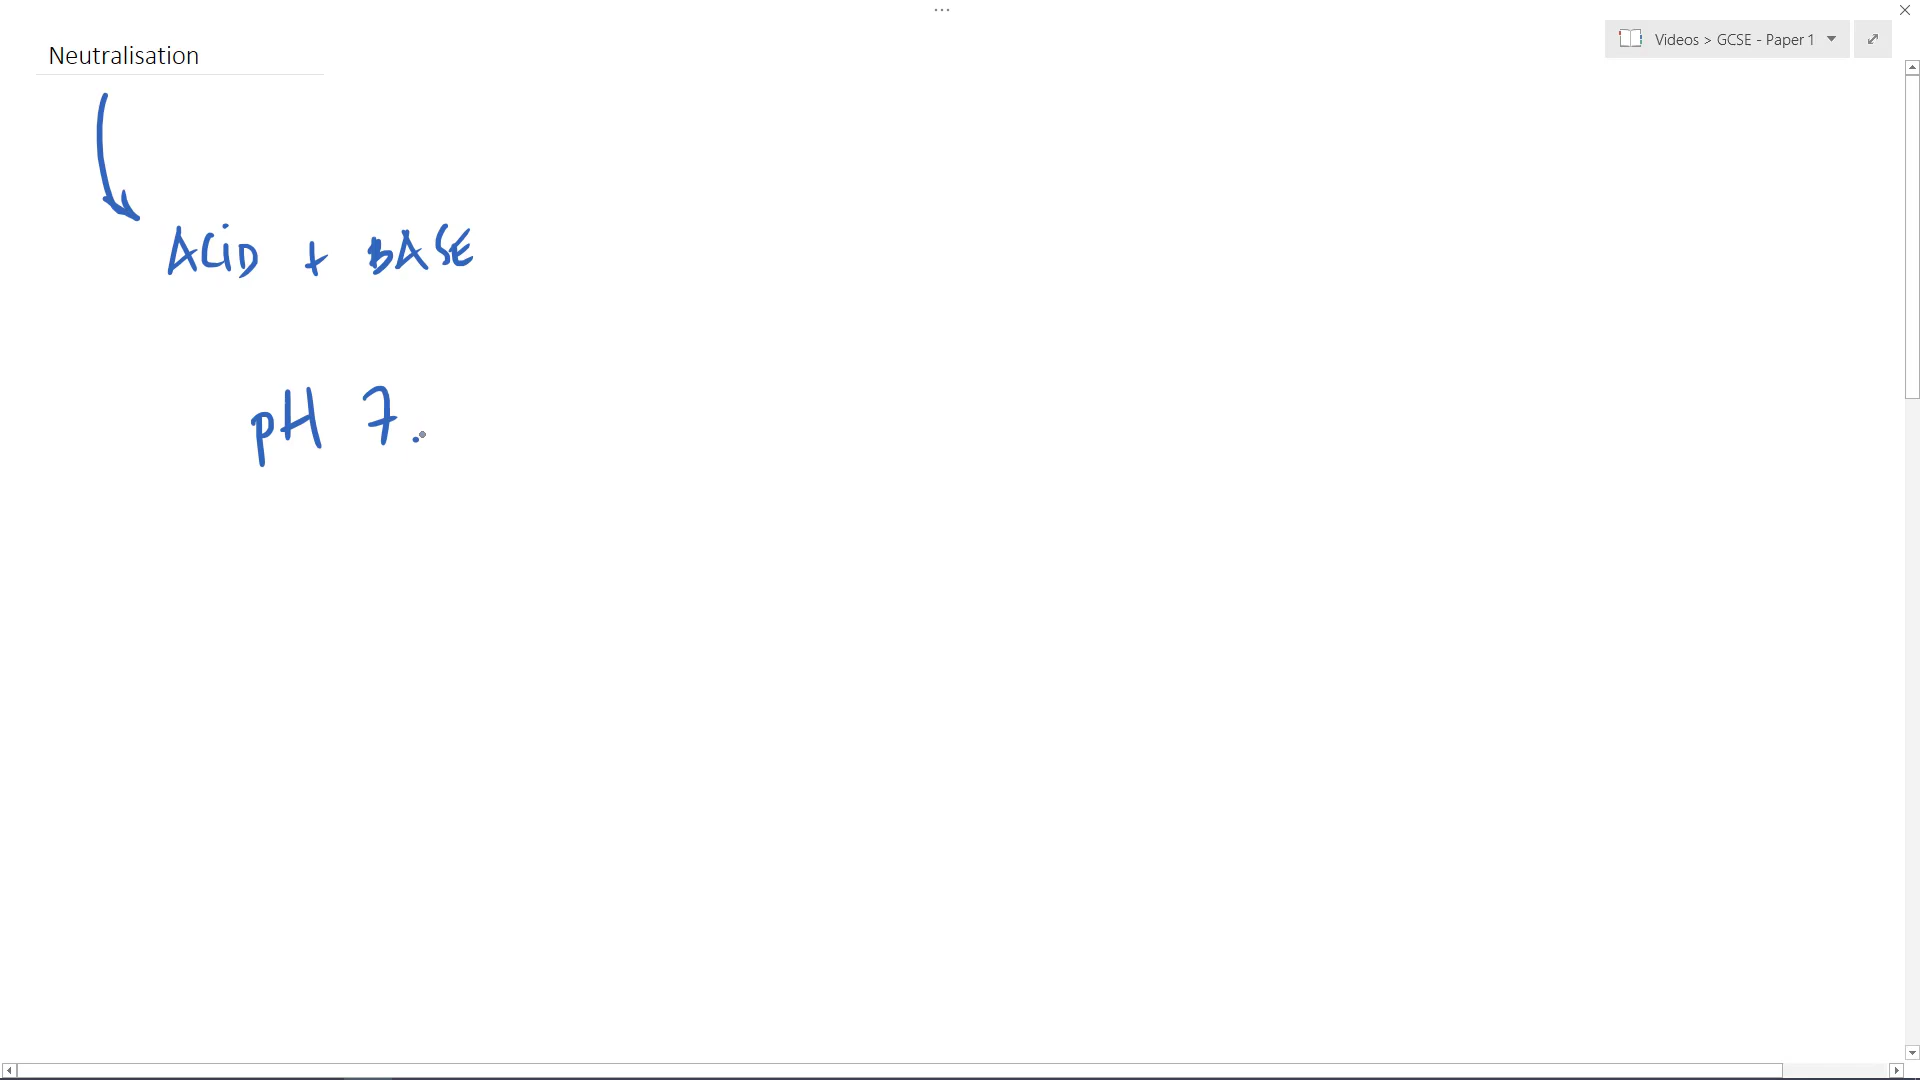 Neutralisation
Videos > GCSE - Paper 1
ACiD + BASE
pH 7.